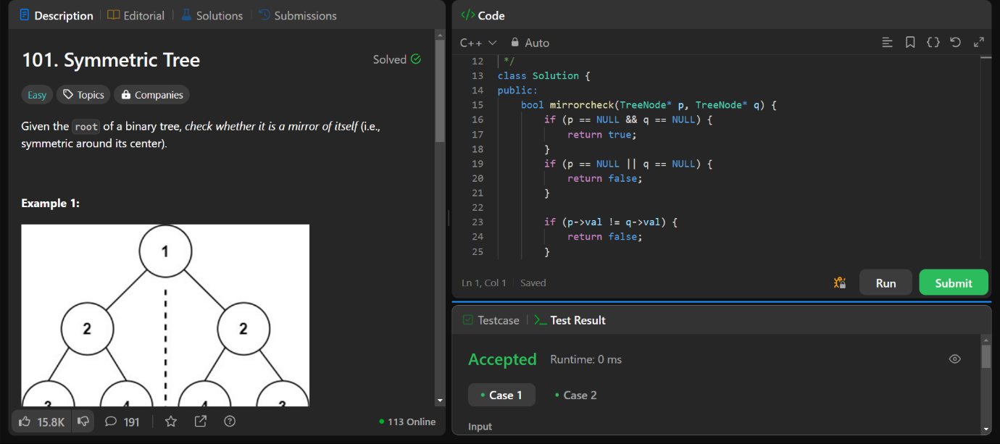 Description | Editorial | Solutions | Submissions
101. Symmetric Tree
Solved
Easy Topics Companies
Given the root of a binary tree, check whether it is a mirror of itself (i.e.,
symmetric around its center).
Example 1:
1
2 2
3 4 4 3
15.8K 191 113 Online
</> Code
C++ Auto
12 */
13 class Solution {
14 public:
15 bool mirrorcheck(TreeNode* p, TreeNode* q) {
16 if (p == NULL && q == NULL) {
17 return true;
18 }
19 if (p == NULL || q == NULL) {
20 return false;
21 }
22
23 if (p->val != q->val) {
24 return false;
25 }
Ln 1, Col 1 | Saved
Run Submit
Testcase | >_ Test Result
Accepted Runtime: 0 ms
• Case 1 • Case 2
Input